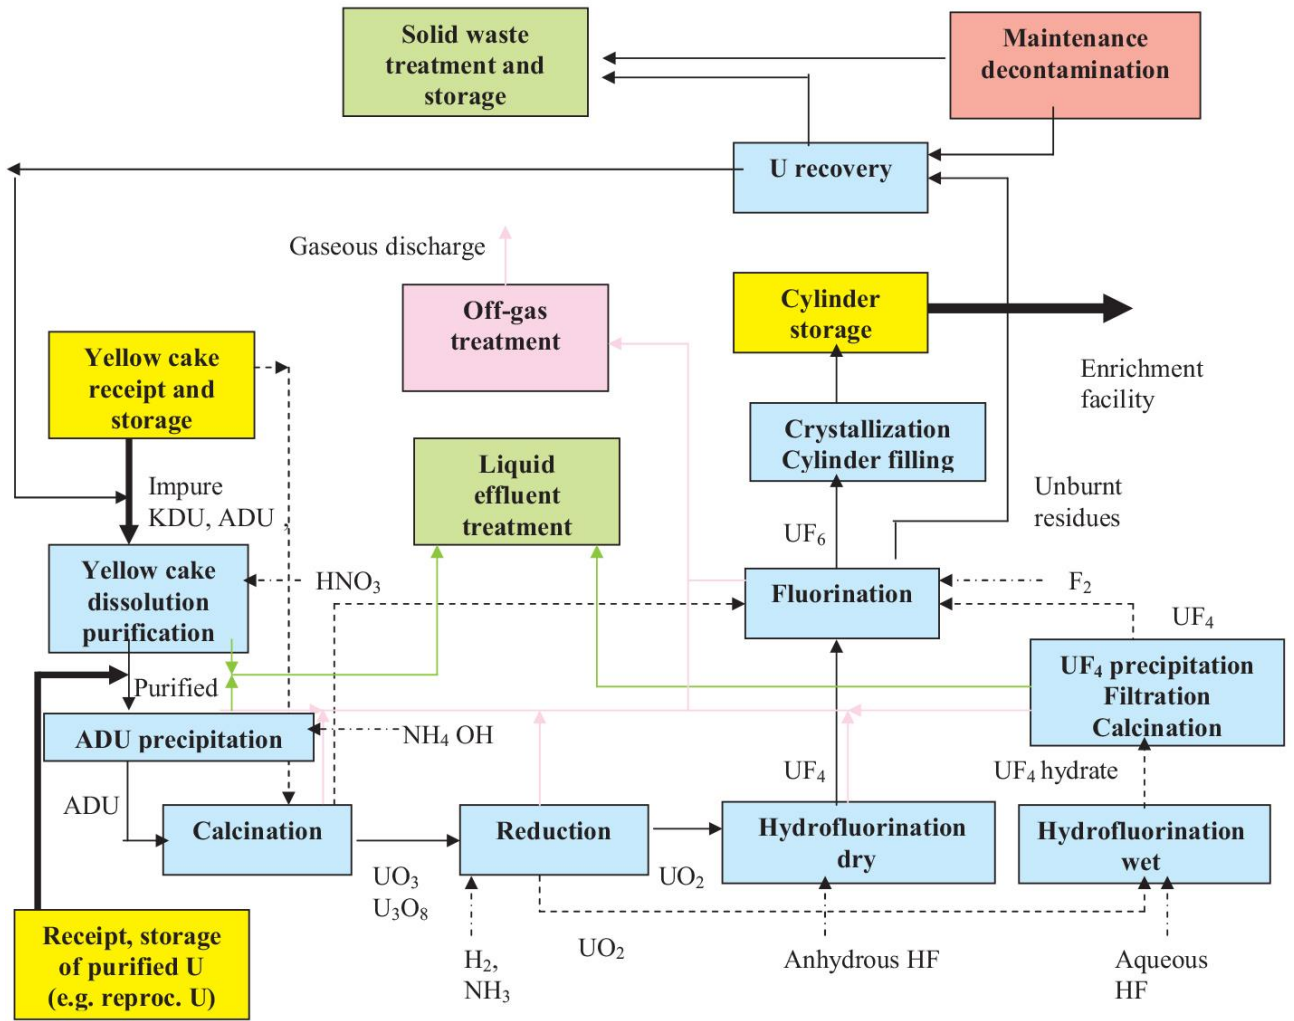 Solid waste
treatment and
storage
Maintenance
decontamination
U recovery
Gaseous discharge
Off-gas
treatment
Cylinder
storage
Enrichment
facility
Yellow cake
receipt and
storage
Crystallization
Cylinder filling
Liquid
effluent
treatment
Impure
KDU, ADU ,
Unburnt
residues
UF6
Yellow cake
dissolution
purification
HNO3
Fluorination
F2
UF4
UF4 precipitation
Filtration
Calcination
Purified
ADU precipitation
NH4 OH
UF4
UF4 hydrate
ADU
Calcination
Reduction
Hydrofluorination
dry
Hydrofluorination
wet
UO3
U3O8
UO2
Receipt, storage
of purified U
(e.g. reproc. U)
H2,
NH3
UO2
Anhydrous HF
Aqueous
HF